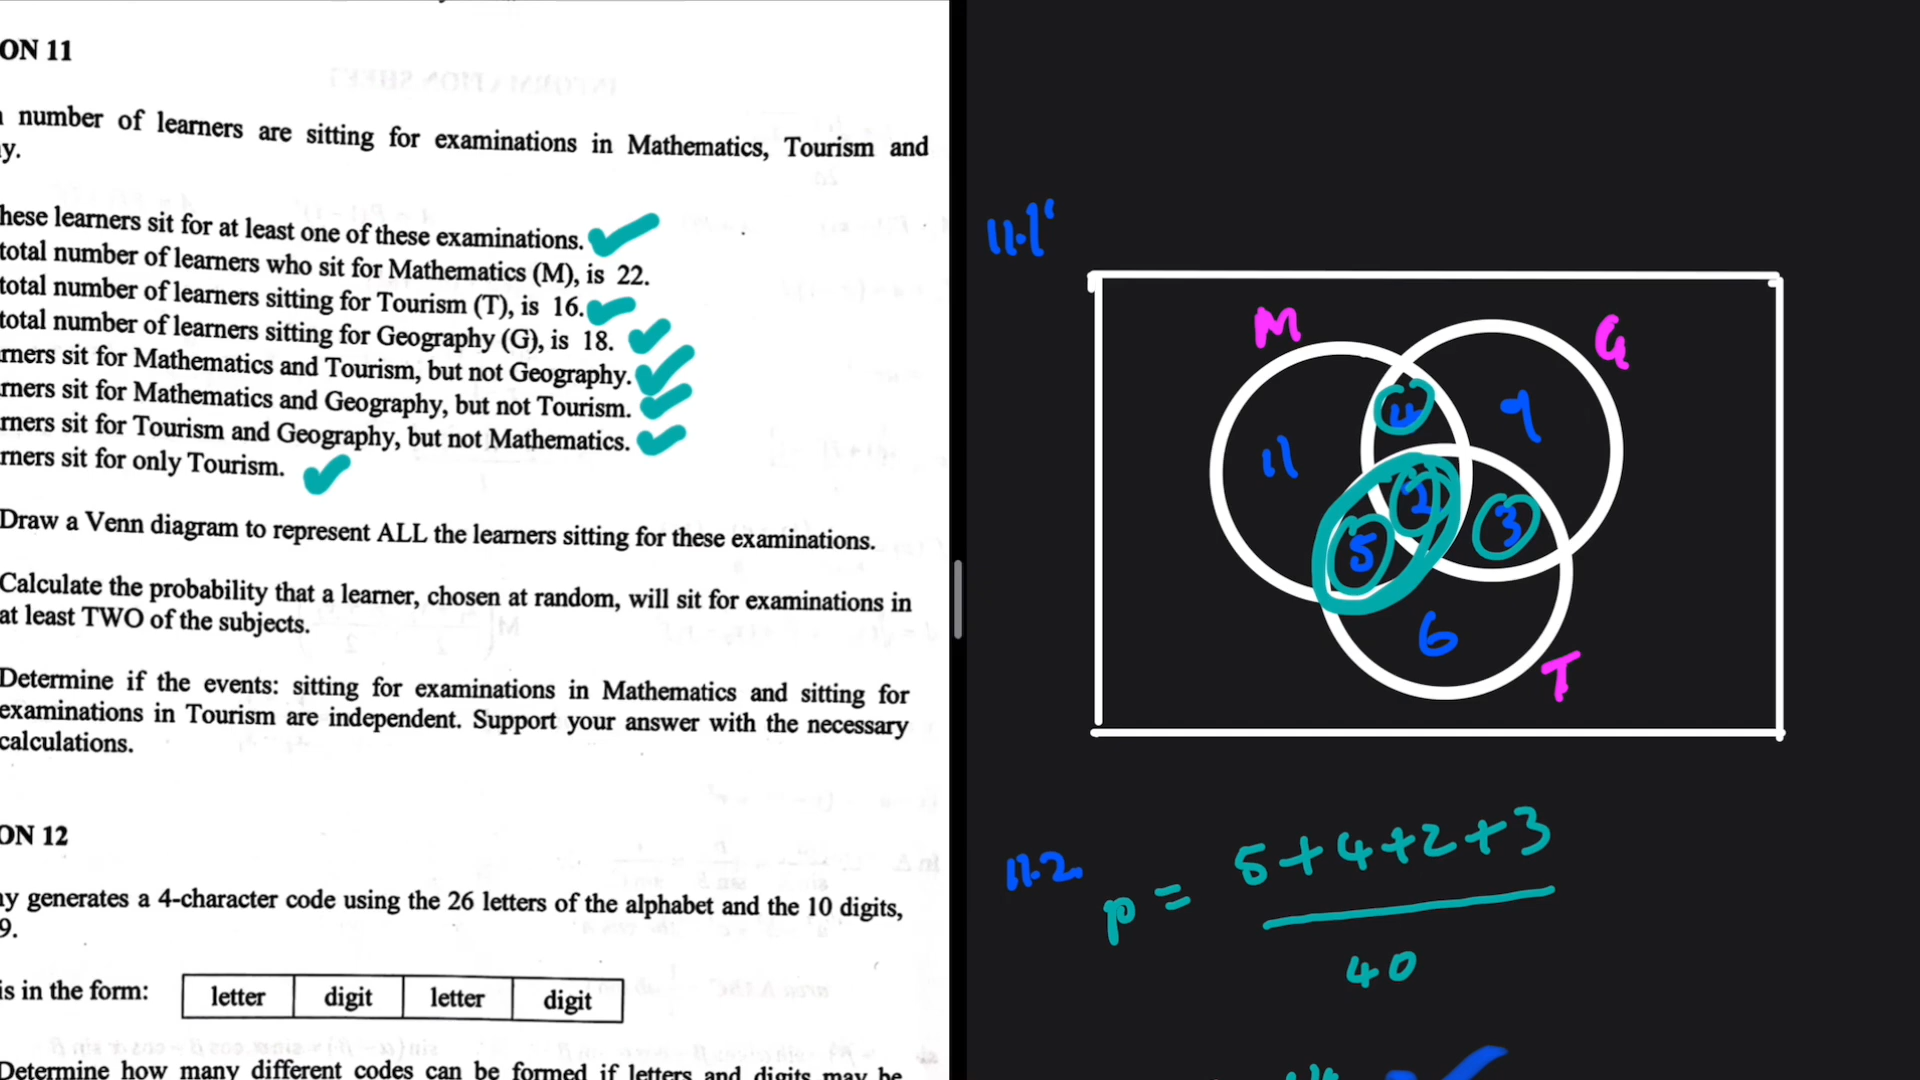 ON 11
number of learners are sitting for examinations in Mathematics, Tourism and
y.
hese learners sit for at least one of these examinations.
total number of learners who sit for Mathematics (M), is 22.
total number of learners sitting for Tourism (T), is 16.
total number of learners sitting for Geography (G), is 18.
rners sit for Mathematics and Tourism, but not Geography.
rners sit for Mathematics and Geography, but not Tourism.
rners sit for Tourism and Geography, but not Mathematics.
rners sit for only Tourism.
Draw a Venn diagram to represent ALL the learners sitting for these examinations.
Calculate the probability that a learner, chosen at random, will sit for examinations in
at least TWO of the subjects.
Determine if the events: sitting for examinations in Mathematics and sitting for
examinations in Tourism are independent. Support your answer with the necessary
calculations.
ON 12
ny generates a 4-character code using the 26 letters of the alphabet and the 10 digits,
9.
is in the form:
letter digit letter digit
Determine how many different codes can be formed if letters and digits may be
11.1
M
G
4
9
11
2
3
5
6
T
11.2
p = 5+4+2+3
40